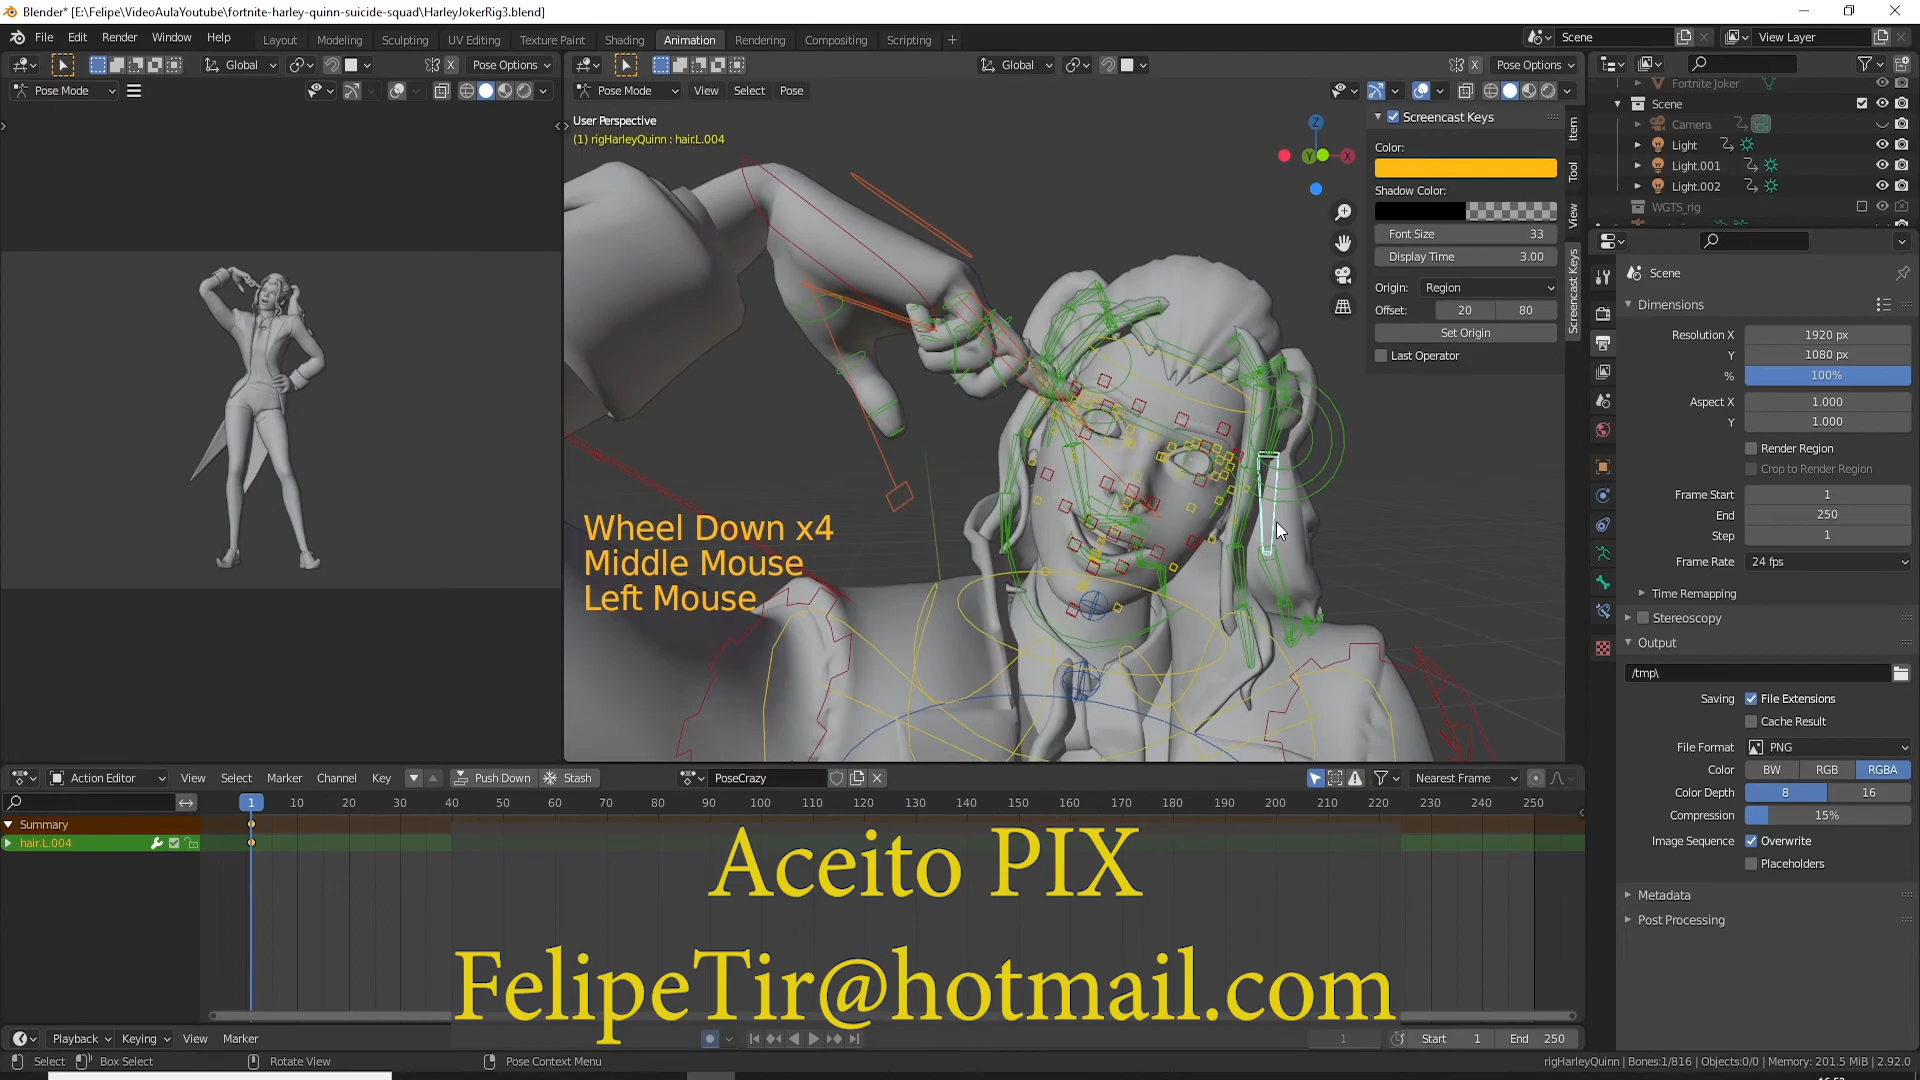 Blender* [E:\Felipe\VideoAulaYoutube\fortnite-harley-quinn-suicide-squad\HarleyJokerRig3.blend]
File Edit Render Window Help
Layout Modeling Sculpting UV Editing Texture Paint Shading Animation Rendering Compositing Scripting +
Scene
View Layer
Global
Pose Options
Global
Pose Options
Pose Mode
Pose Mode
View Select Pose
User Perspective
(1) rigHarleyQuinn : hair.L.004
Z
Y
X
Screencast Keys
Color:
Shadow Color:
Font Size 33
Display Time 3.00
Origin: Region
Offset: 20 80
Set Origin
Last Operator
Item
Tool
View
Screencast Keys
Fortnite Joker
Scene
Camera
Light
Light.001
Light.002
WGTS_rig
Scene
Dimensions
Resolution X 1920 px
Y 1080 px
% 100%
Aspect X 1.000
Y 1.000
Render Region
Crop to Render Region
Frame Start 1
End 250
Step 1
Frame Rate 24 fps
Time Remapping
Stereoscopy
Output
/tmp\
Saving File Extensions
Cache Result
File Format PNG
Color BW RGB RGBA
Color Depth 8 16
Compression 15%
Image Sequence Overwrite
Placeholders
Metadata
Post Processing
Wheel Down x4
Middle Mouse
Left Mouse
Action Editor View Select Marker Channel Key Push Down Stash PoseCrazy Nearest Frame
1 10 20 30 40 50 60 70 80 90 100 110 120 130 140 150 160 170 180 190 200 210 220 230 240 250
Summary
hair.L.004
Aceito PIX
FelipeTir@hotmail.com
Playback Keying View Marker 1 Start 1 End 250
Select Box Select Rotate View Pose Context Menu
rigHarleyQuinn | Bones:1/816 | Objects:0/0 | Memory: 201.5 MiB | 2.92.0